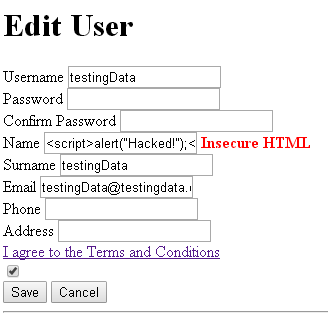 Edit User
Username testingData
Password
Confirm Password
Name <script>alert("Hacked!");< Insecure HTML
Surname testingData
Email testingData@testingdata.
Phone
Address
I agree to the Terms and Conditions
Save Cancel